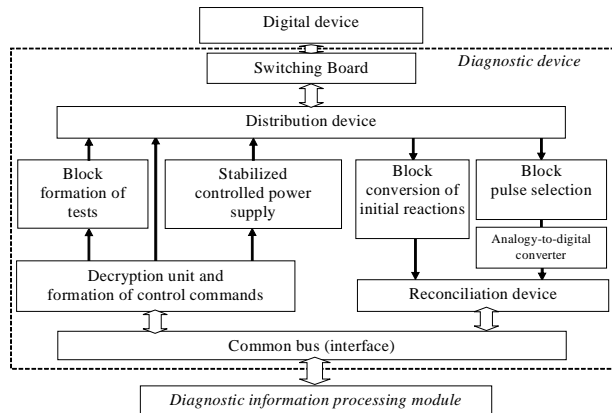 Digital device
Switching Board
Diagnostic device
Distribution device
Block
formation of
tests
Stabilized
controlled power
supply
Block
conversion of
initial reactions
Block
pulse selection
Analogy-to-digital
converter
Decryption unit and
formation of control commands
Reconciliation device
Common bus (interface)
Diagnostic information processing module